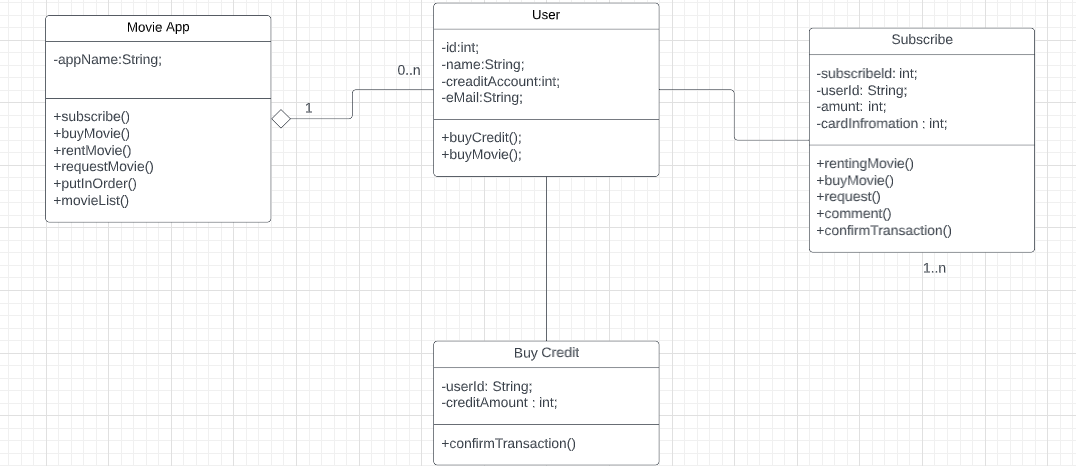 Movie App
-appName:String;
+subscribe()
+buyMovie()
+rentMovie()
+requestMovie()
+putInOrder()
+movieList()
1
0..n
User
-id:int;
-name:String;
-creaditAccount:int;
-eMail:String;
+buyCredit();
+buyMovie();
Subscribe
-subscribeId: int;
-userId: String;
-amunt: int;
-cardInfromation : int;
+rentingMovie()
+buyMovie()
+request()
+comment()
+confirmTransaction()
1..n
Buy Credit
-userId: String;
-creditAmount : int;
+confirmTransaction()